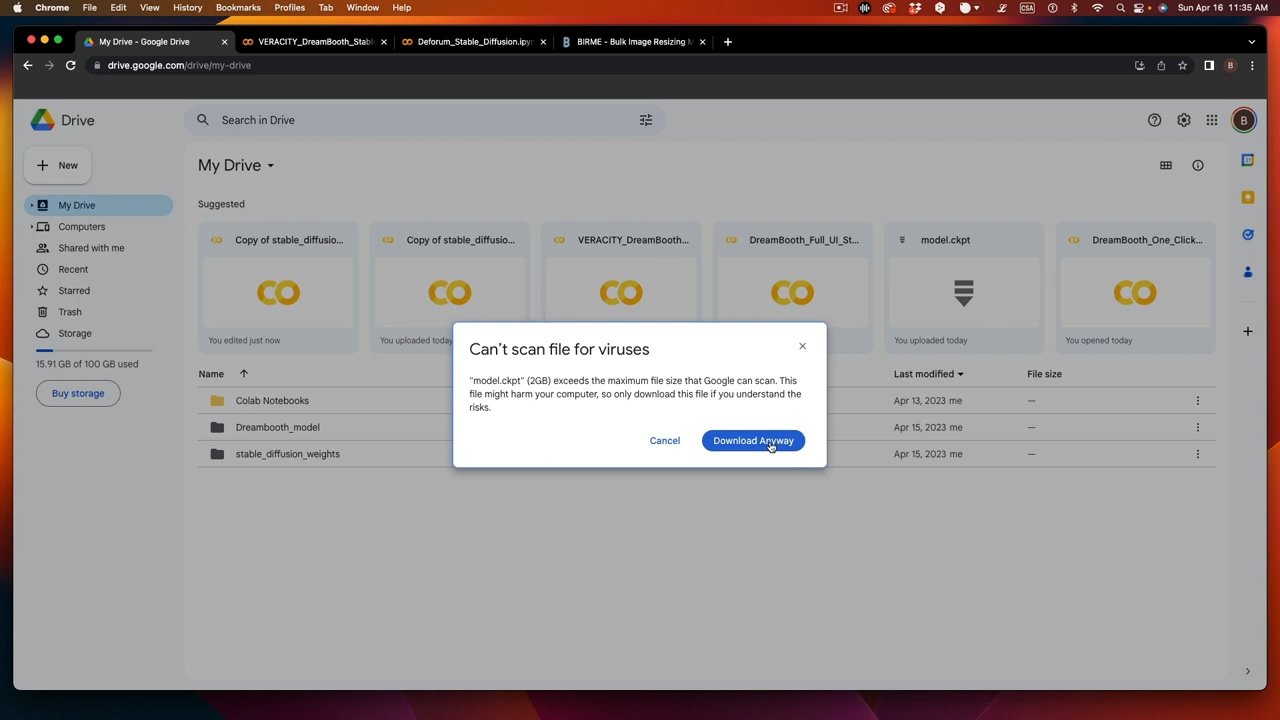 Chrome File Edit View History Bookmarks Profiles Tab Window Help
CSA
Sun Apr 16 11:35 AM
My Drive - Google Drive
VERACITY_DreamBooth_Stabl
Deforum_Stable_Diffusion.ipyn
BIRME - Bulk Image Resizing M
drive.google.com/drive/my-drive
B
Drive
Search in Drive
B
New
My Drive
Computers
Shared with me
Recent
Starred
Trash
Storage
15.91 GB of 100 GB used
Buy storage
My Drive
Suggested
Copy of stable_diffusio...
You edited just now
Copy of stable_diffusio...
You uploaded today
VERACITY_DreamBooth...
DreamBooth_Full_UI_St...
model.ckpt
You uploaded today
DreamBooth_One_Click...
You opened today
Name Last modified File size
Colab Notebooks Apr 13, 2023 me —
Dreambooth_model Apr 15, 2023 me —
stable_diffusion_weights Apr 15, 2023 me —
Can't scan file for viruses
"model.ckpt" (2GB) exceeds the maximum file size that Google can scan. This
file might harm your computer, so only download this file if you understand the
risks.
Cancel
Download Anyway